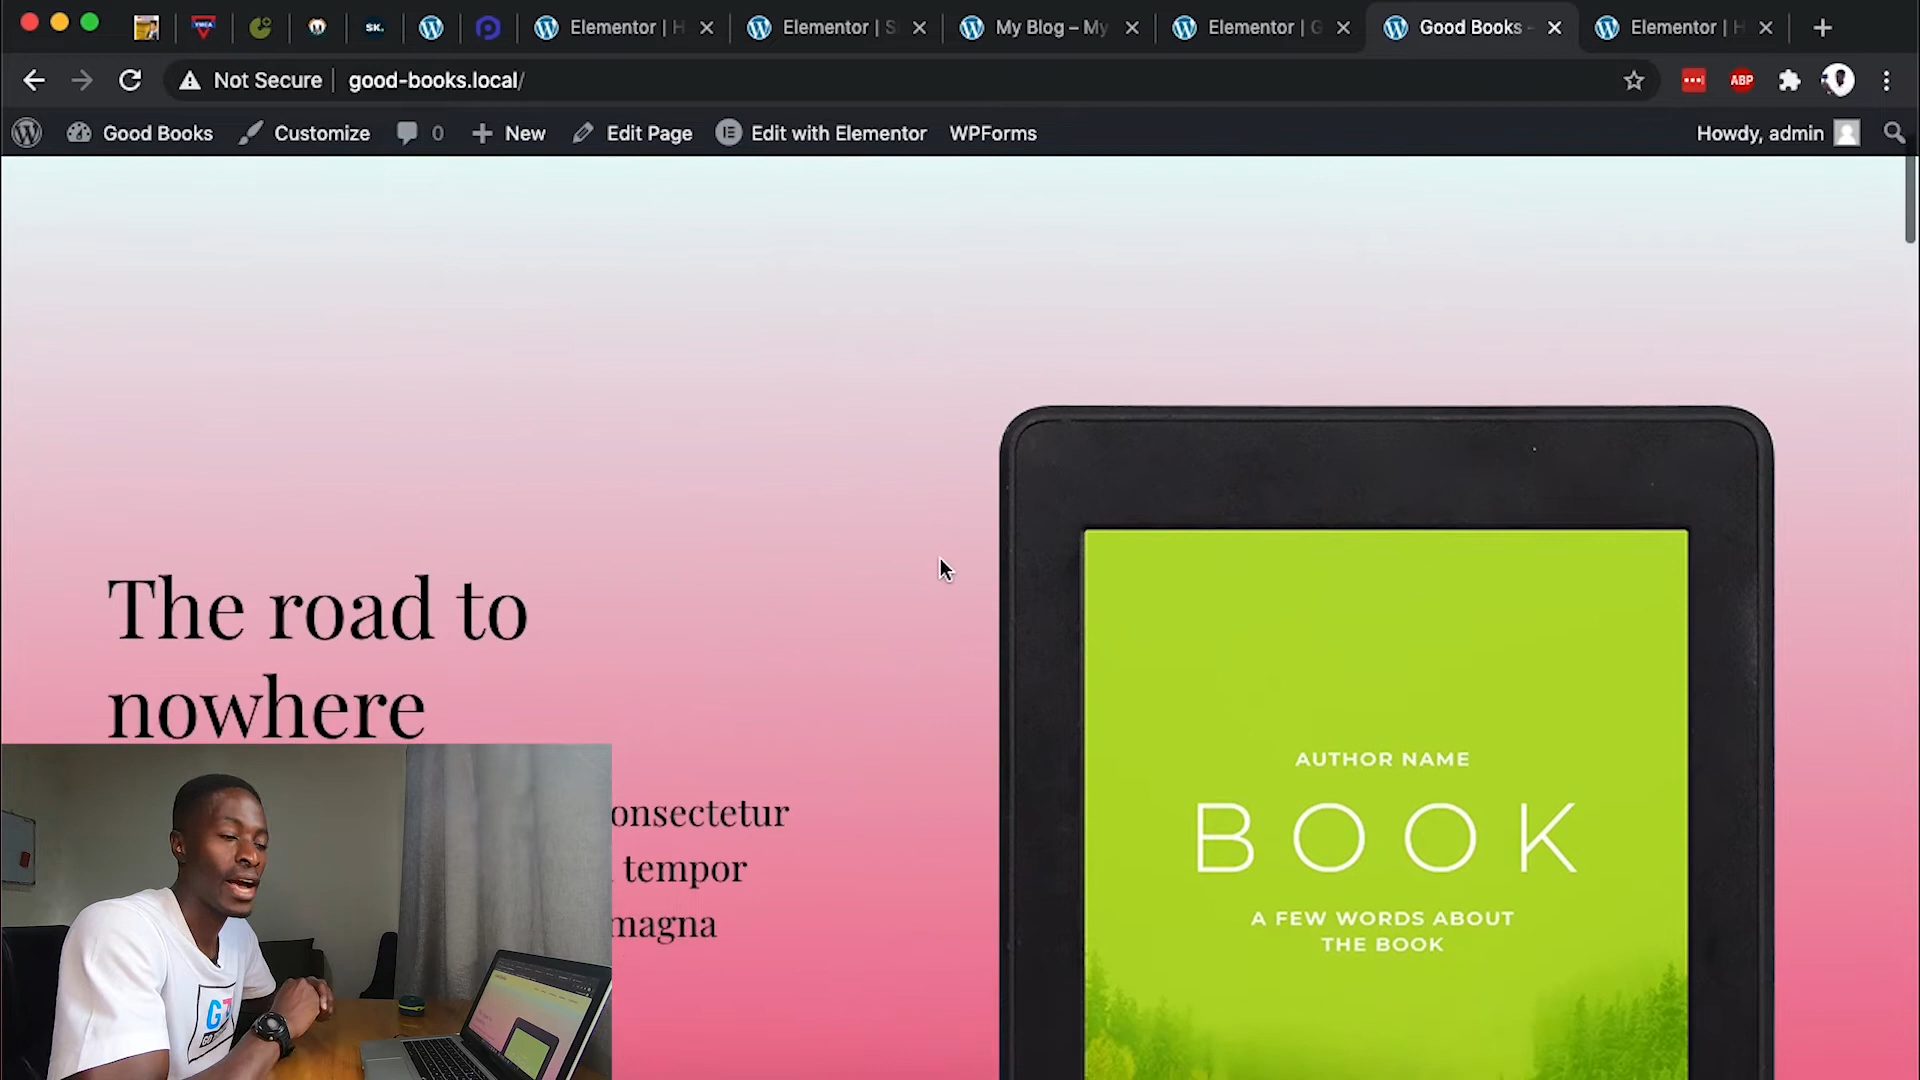 YMCA
SK.
Elementor | H
Elementor | S
My Blog – My
Elementor | G
Good Books -
Elementor | H
Not Secure
good-books.local/
ABP
Good Books
Customize
0
New
Edit Page
Edit with Elementor
WPForms
Howdy, admin
The road to
nowhere
onsectetur
tempor
magna
AUTHOR NAME
BOOK
A FEW WORDS ABOUT
THE BOOK